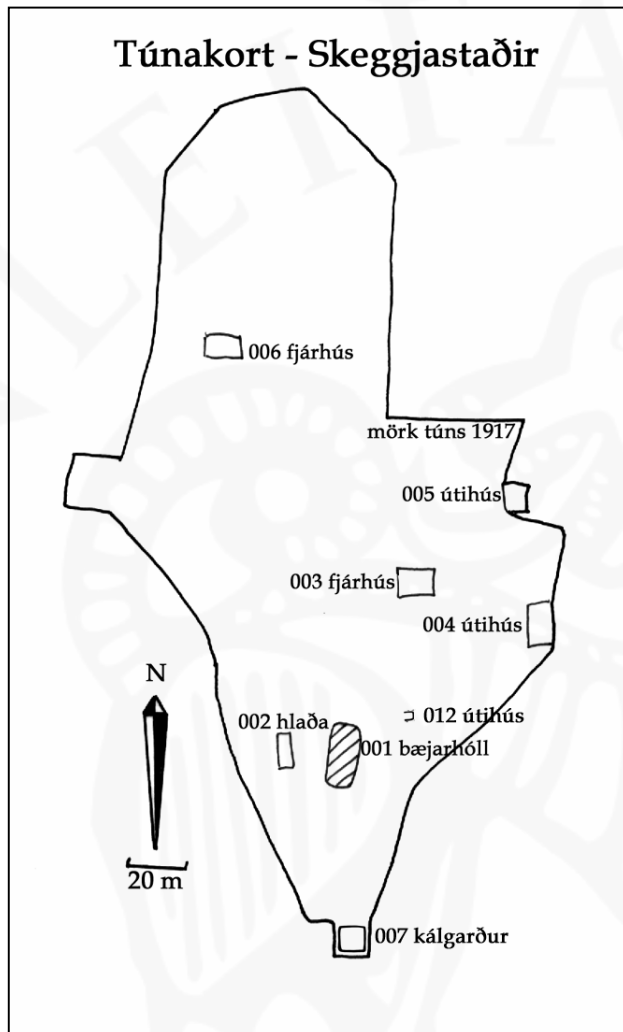 Túnakort - Skeggjastaðir
006 fjárhús
mörk túns 1917
005 útihús
003 fjárhús
004 útihús
N
002 hlaða
012 útihús
001 bæjarhóll
20 m
007 kálgarður